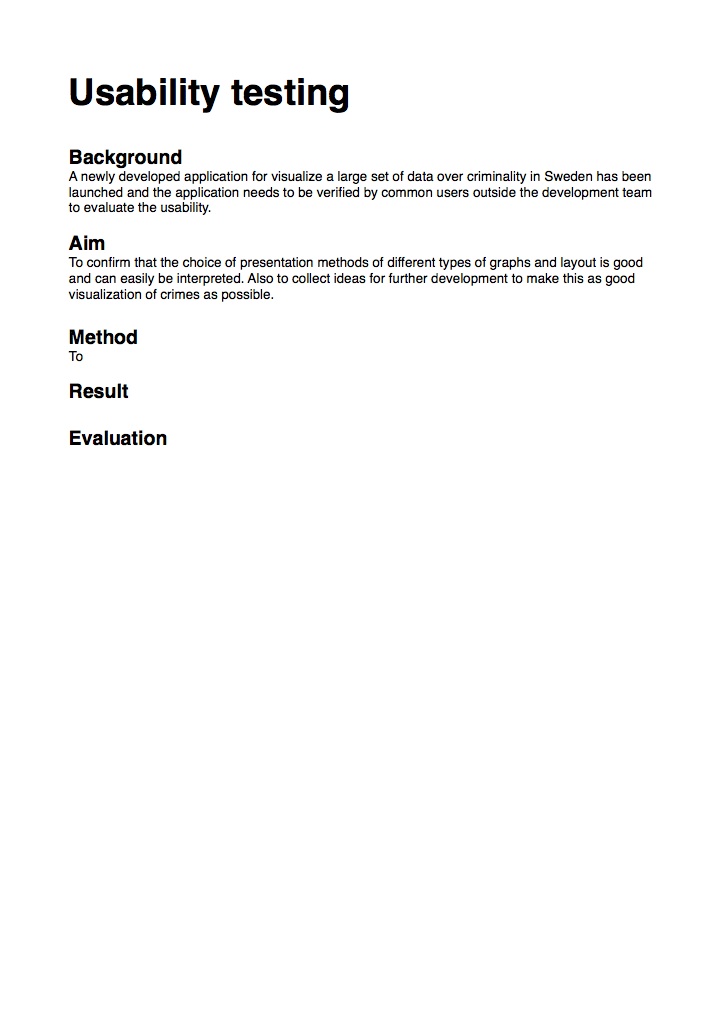 Usability testing
Background
A newly developed application for visualize a large set of data over criminality in Sweden has been
launched and the application needs to be verified by common users outside the development team
to evaluate the usability.
Aim
To confirm that the choice of presentation methods of different types of graphs and layout is good
and can easily be interpreted. Also to collect ideas for further development to make this as good
visualization of crimes as possible.
Method
To
Result
Evaluation